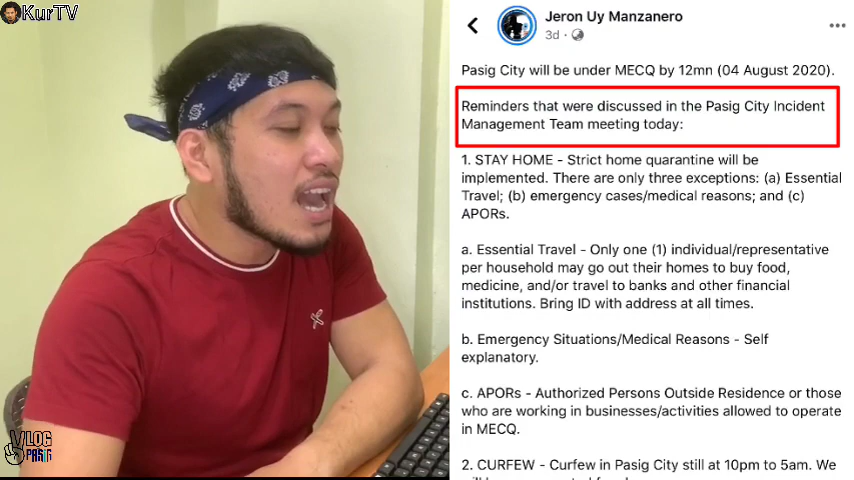 KurTV
Jeron Uy Manzanero
3d
Pasig City will be under MECQ by 12mn (04 August 2020).
Reminders that were discussed in the Pasig City Incident
Management Team meeting today:
1. STAY HOME - Strict home quarantine will be
implemented. There are only three exceptions: (a) Essential
Travel; (b) emergency cases/medical reasons; and (c)
APORs.
a. Essential Travel - Only one (1) individual/representative
per household may go out their homes to buy food,
medicine, and/or travel to banks and other financial
institutions. Bring ID with address at all times.
b. Emergency Situations/Medical Reasons - Self
explanatory.
c. APORs - Authorized Persons Outside Residence or those
who are working in businesses/activities allowed to operate
in MECQ.
2. CURFEW - Curfew in Pasig City still at 10pm to 5am. We
VLOG
PASIG